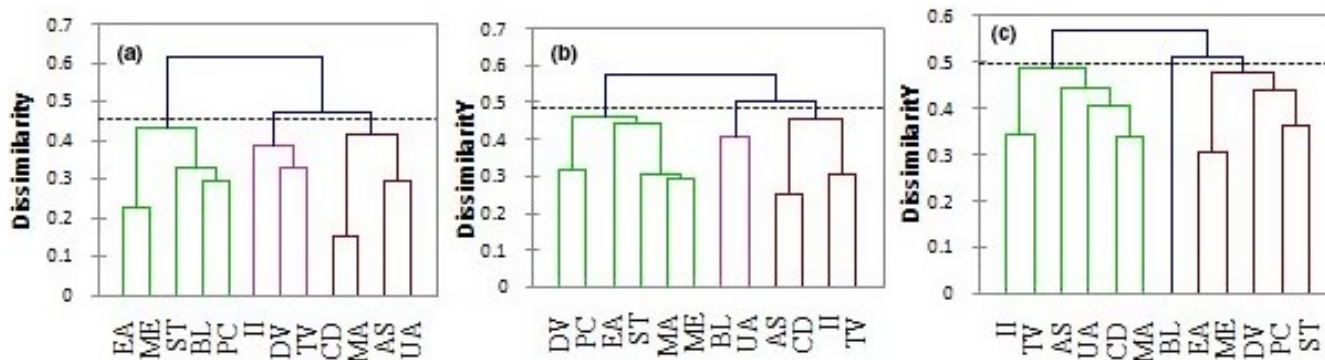 (a)
Dissimilarity
0.7
0.6
0.5
0.4
0.3
0.2
0.1
0
EA ME ST BL PC II DV TV CD MA AS UA
(b)
DissimilaritY
0.7
0.6
0.5
0.4
0.3
0.2
0.1
0
DV PC EA ST MA ME BL UA AS CD II TV
(c)
DissimilaritY
0.6
0.5
0.4
0.3
0.2
0.1
0
II TV AS UA CD MA BL EA ME DV PC ST